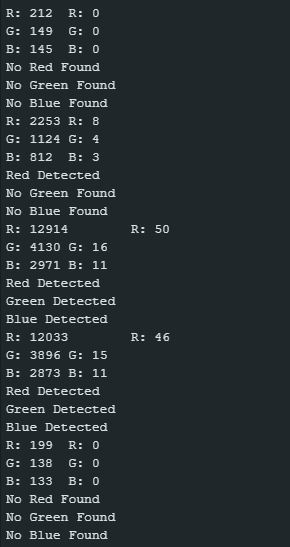 R: 212  R: 0
G: 149  G: 0
B: 145  B: 0
No Red Found
No Green Found
No Blue Found
R: 2253 R: 8
G: 1124 G: 4
B: 812  B: 3
Red Detected
No Green Found
No Blue Found
R: 12914        R: 50
G: 4130 G: 16
B: 2971 B: 11
Red Detected
Green Detected
Blue Detected
R: 12033        R: 46
G: 3896 G: 15
B: 2873 B: 11
Red Detected
Green Detected
Blue Detected
R: 199  R: 0
G: 138  G: 0
B: 133  B: 0
No Red Found
No Green Found
No Blue Found